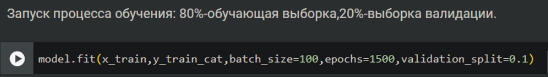 Запуск процесса обучения: 80%-обучающая выборка,20%-выборка валидации.
model.fit(x_train,y_train_cat,batch_size=100,epochs=1500,validation_split=0.1)